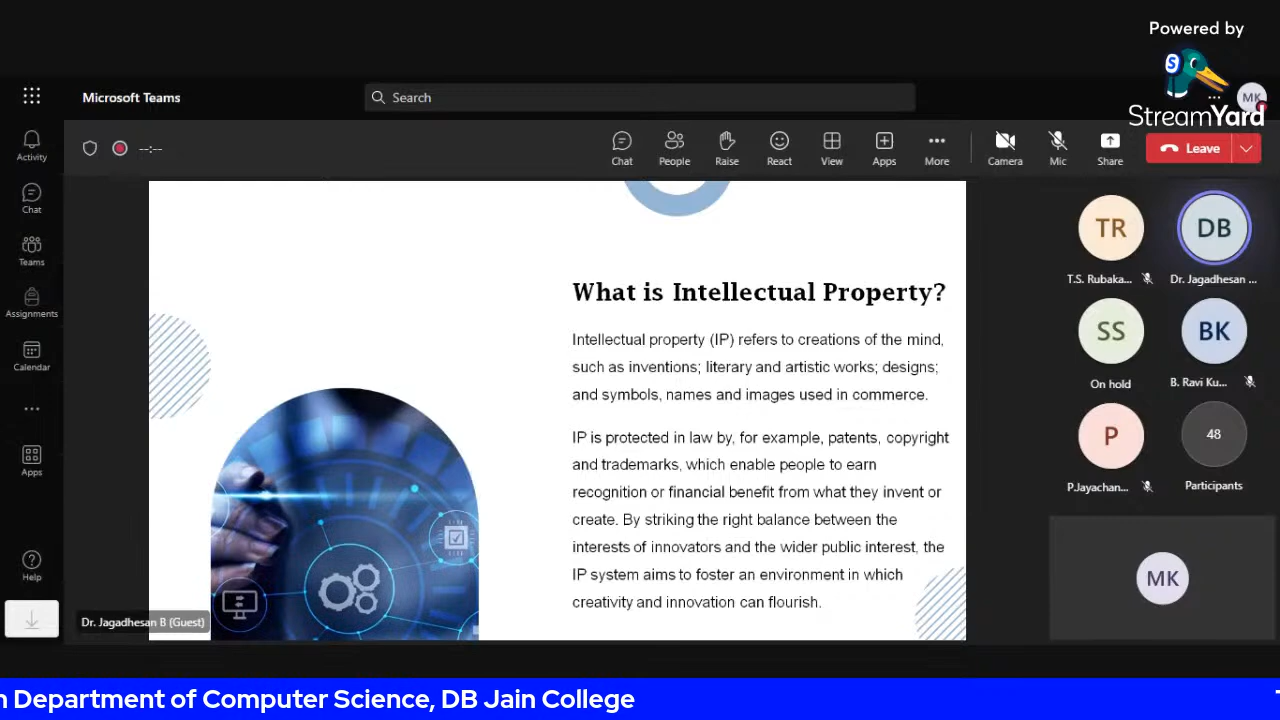 Powered by
StreamYard
Microsoft Teams
Search
MK
Activity
Chat
Teams
Assignments
Calendar
Apps
Help
--:--
Chat
People
Raise
React
View
Apps
More
Camera
Mic
Share
Leave
What is Intellectual Property?
Intellectual property (IP) refers to creations of the mind,
such as inventions; literary and artistic works; designs;
and symbols, names and images used in commerce.
IP is protected in law by, for example, patents, copyright
and trademarks, which enable people to earn
recognition or financial benefit from what they invent or
create. By striking the right balance between the
interests of innovators and the wider public interest, the
IP system aims to foster an environment in which
creativity and innovation can flourish.
Dr. Jagadhesan B (Guest)
TR
T.S. Rubaka...
DB
Dr. Jagadhesan ...
SS
On hold
BK
B. Ravi Ku...
P
P.Jayachan...
48
Participants
MK
n Department of Computer Science, DB Jain College